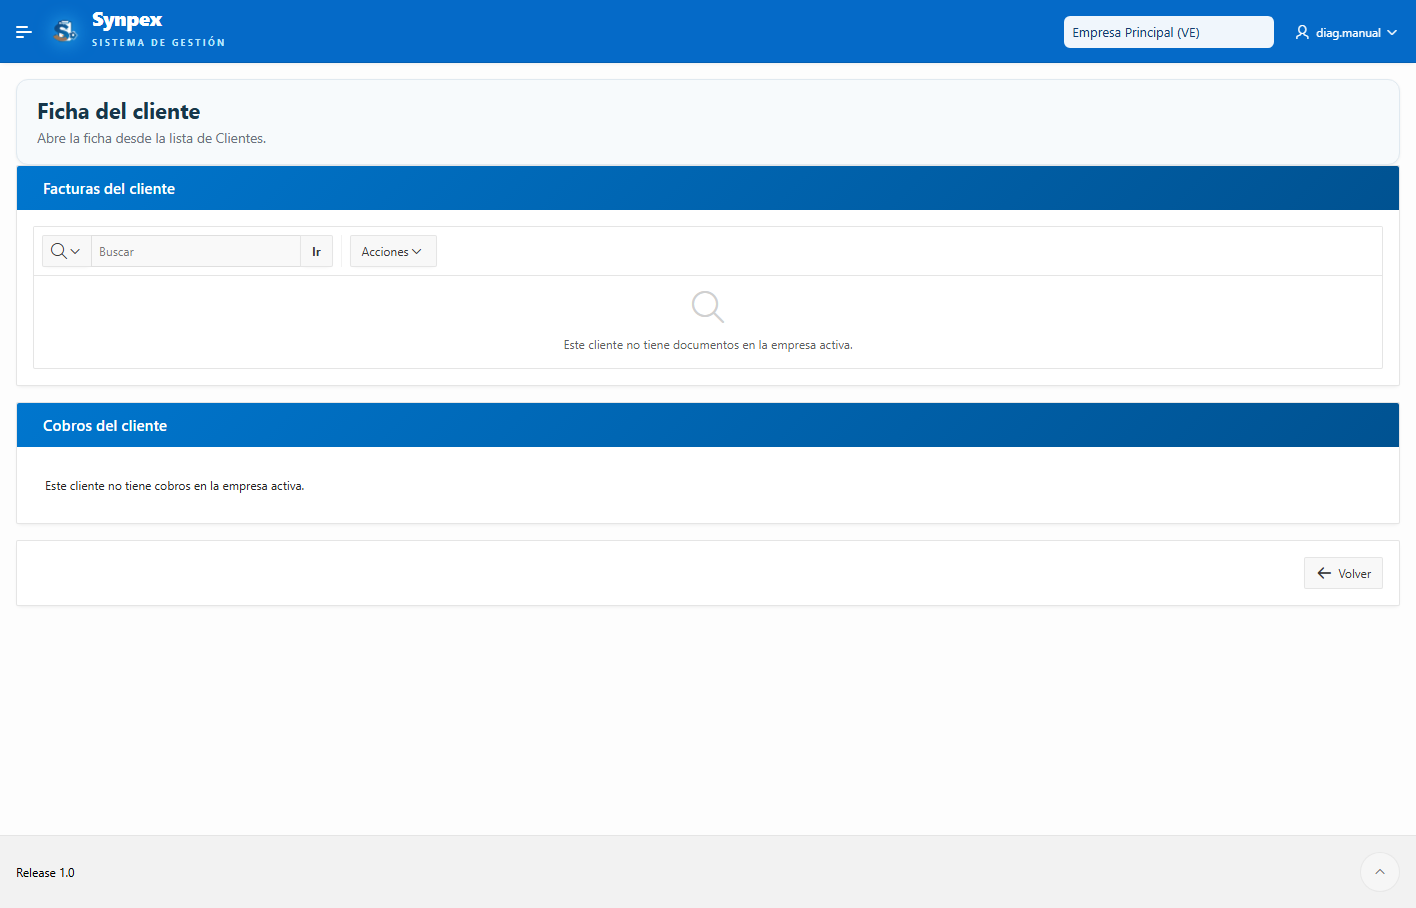 Synpex
SISTEMA DE GESTIÓN
Empresa Principal (VE)
diag.manual
Ficha del cliente
Abre la ficha desde la lista de Clientes.
Facturas del cliente
Buscar
Ir
Acciones
Este cliente no tiene documentos en la empresa activa.
Cobros del cliente
Este cliente no tiene cobros en la empresa activa.
Volver
Release 1.0